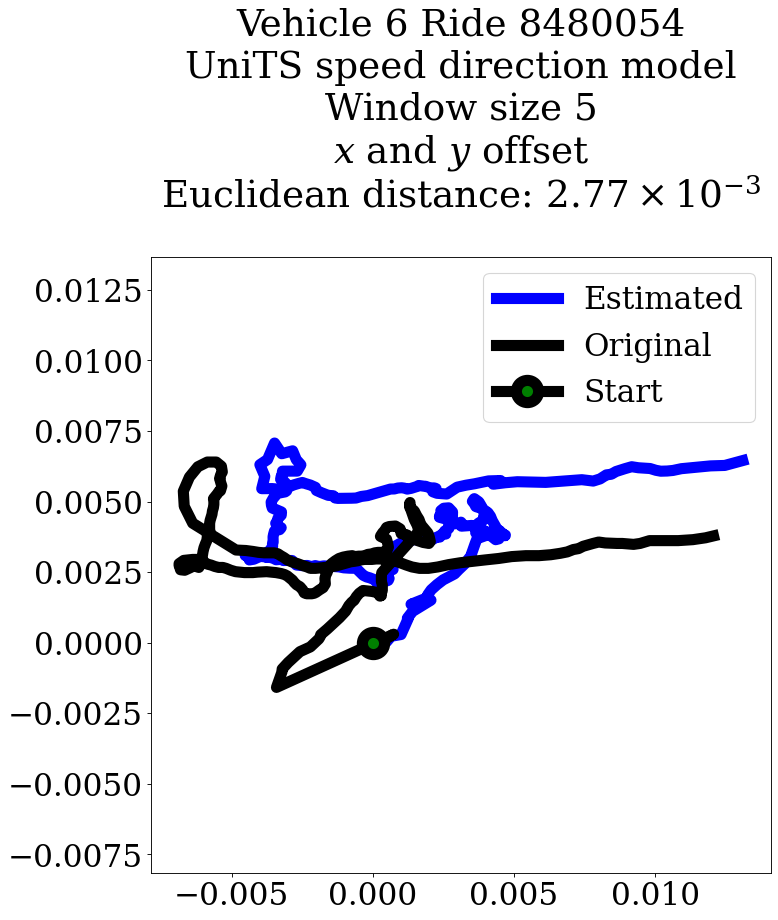 Vehicle 6 Ride 8480054
UniTS speed direction model
Window size 5
x and y offset
Euclidean distance: 2.77 × 10⁻³
Estimated
Original
Start
0.0125
0.0100
0.0075
0.0050
0.0025
0.0000
−0.0025
−0.0050
−0.0075
−0.005 0.000 0.005 0.010